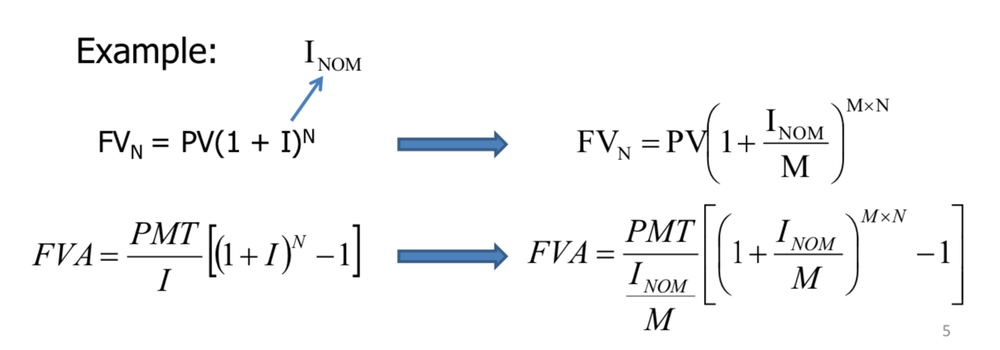 Example: I_NOM
FV_N = PV(1 + I)^N
FV_N = PV(1 + I_NOM/M)^(M×N)
FVA = PMT/I [(1 + I)^N − 1]
FVA = PMT/(I_NOM/M) [(1 + I_NOM/M)^(M×N) − 1]
5